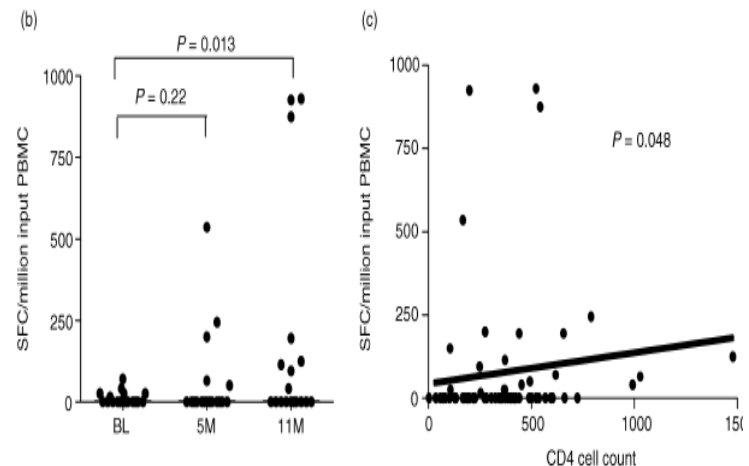 (b)
P = 0.013
P = 0.22
1000
750
500
250
0
SFC/million input PBMC
BL 5M 11M
(c)
P = 0.048
1000
750
500
250
0
SFC/million input PBMC
0 500 1000
CD4 cell count